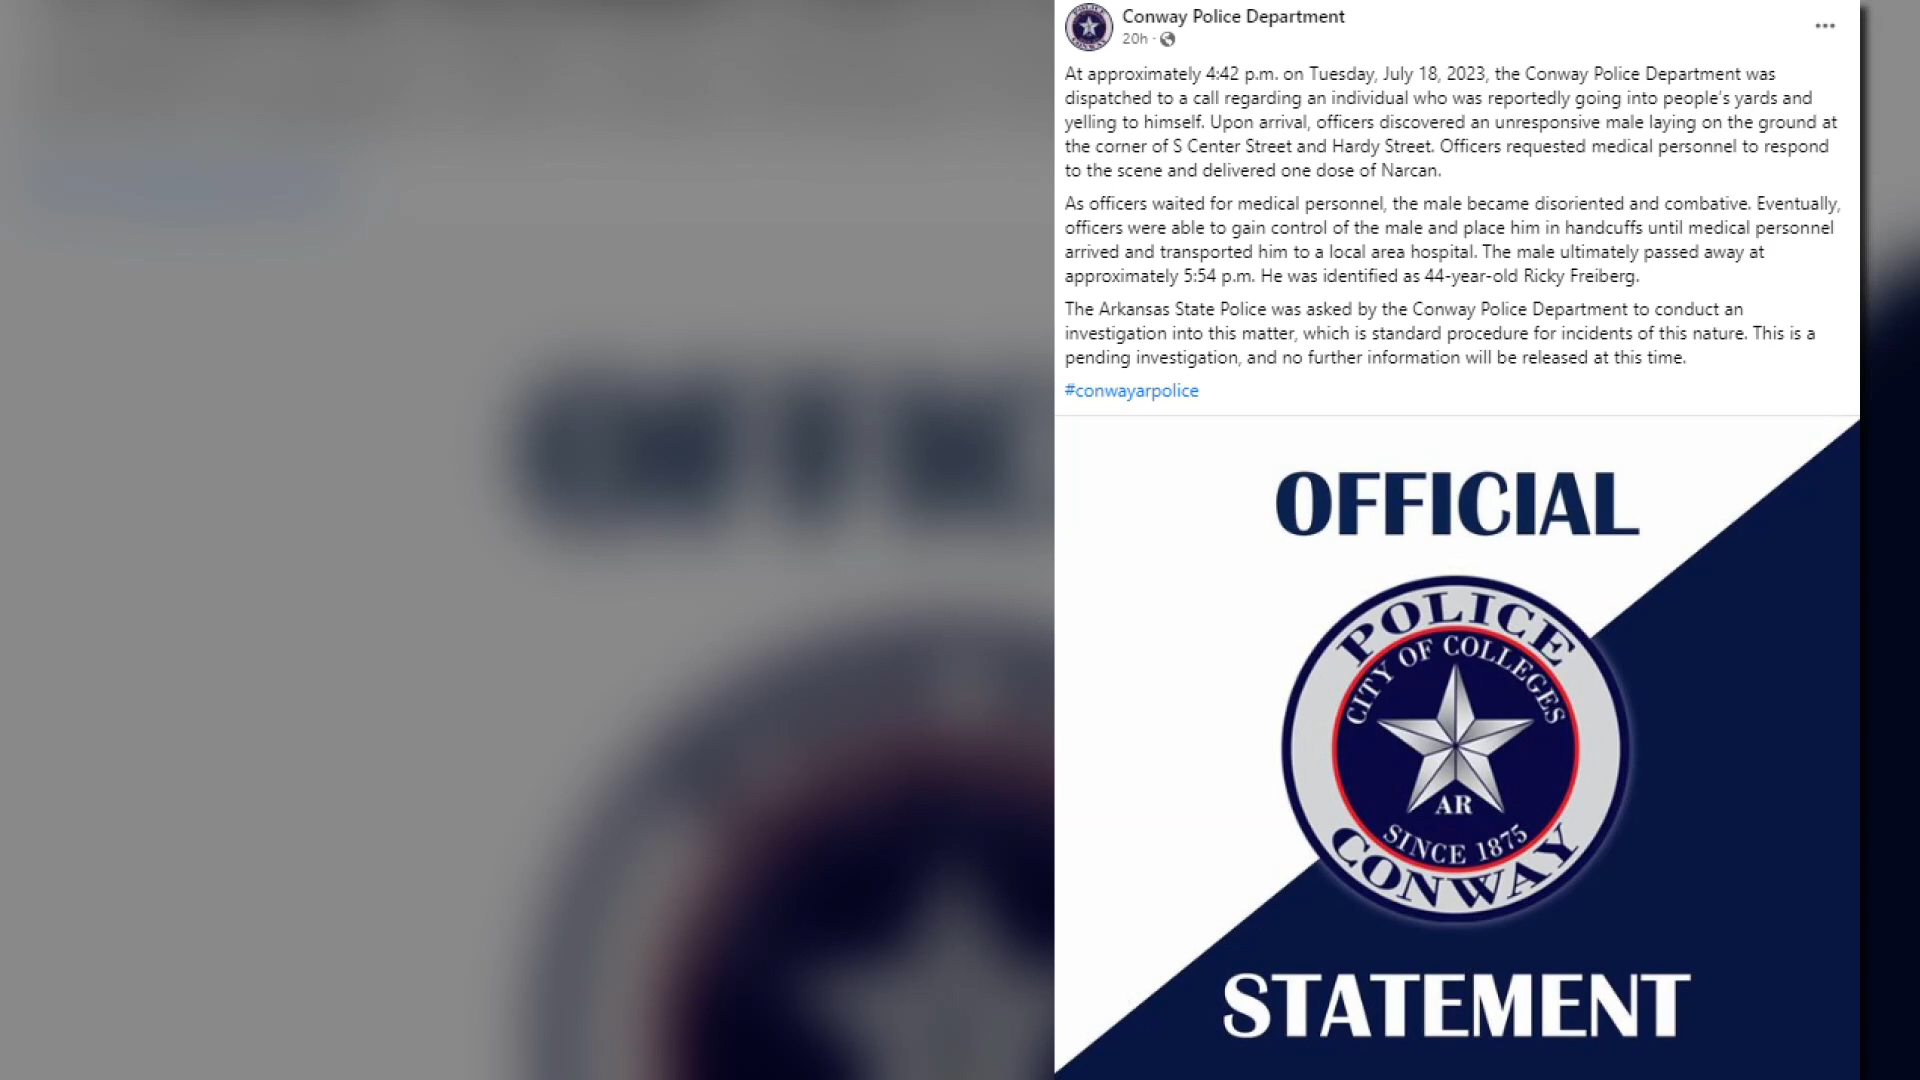 Conway Police Department
20h ·
At approximately 4:42 p.m. on Tuesday, July 18, 2023, the Conway Police Department was
dispatched to a call regarding an individual who was reportedly going into people's yards and
yelling to himself. Upon arrival, officers discovered an unresponsive male laying on the ground at
the corner of S Center Street and Hardy Street. Officers requested medical personnel to respond
to the scene and delivered one dose of Narcan.
As officers waited for medical personnel, the male became disoriented and combative. Eventually,
officers were able to gain control of the male and place him in handcuffs until medical personnel
arrived and transported him to a local area hospital. The male ultimately passed away at
approximately 5:54 p.m. He was identified as 44-year-old Ricky Freiberg.
The Arkansas State Police was asked by the Conway Police Department to conduct an
investigation into this matter, which is standard procedure for incidents of this nature. This is a
pending investigation, and no further information will be released at this time.
#conwayarpolice
OFFICIAL
POLICE
CITY OF COLLEGES
AR
SINCE 1875
CONWAY
STATEMENT